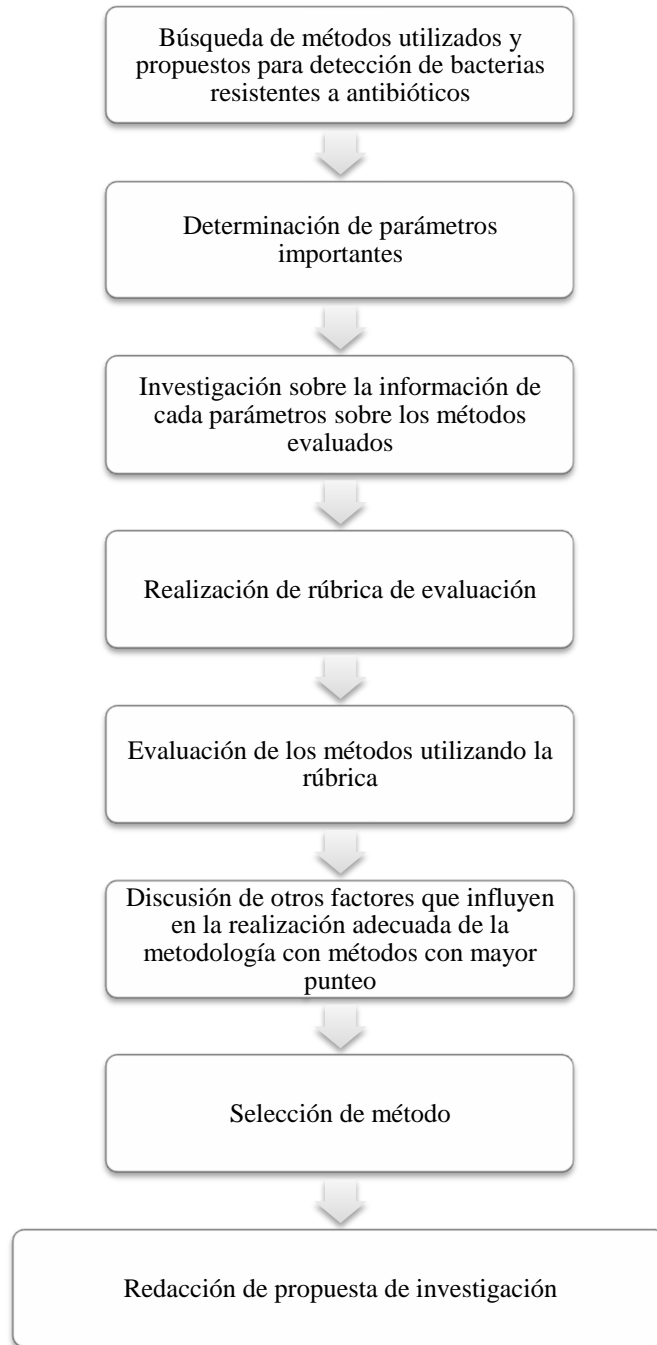 Búsqueda de métodos utilizados y
propuestos para detección de bacterias
resistentes a antibióticos
Determinación de parámetros
importantes
Investigación sobre la información de
cada parámetros sobre los métodos
evaluados
Realización de rúbrica de evaluación
Evaluación de los métodos utilizando la
rúbrica
Discusión de otros factores que influyen
en la realización adecuada de la
metodología con métodos con mayor
punteo
Selección de método
Redacción de propuesta de investigación